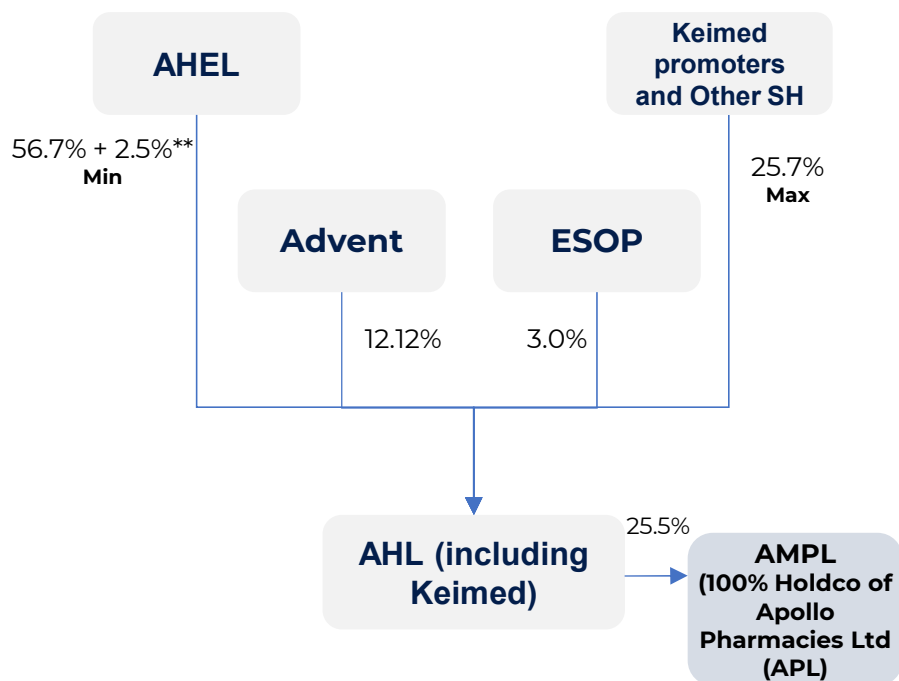 AHEL
Keimed
promoters
and Other SH
56.7% + 2.5%**
Min
25.7%
Max
Advent
ESOP
12.12%
3.0%
AHL (including
Keimed)
25.5%
AMPL
(100% Holdco of
Apollo
Pharmacies Ltd
(APL)